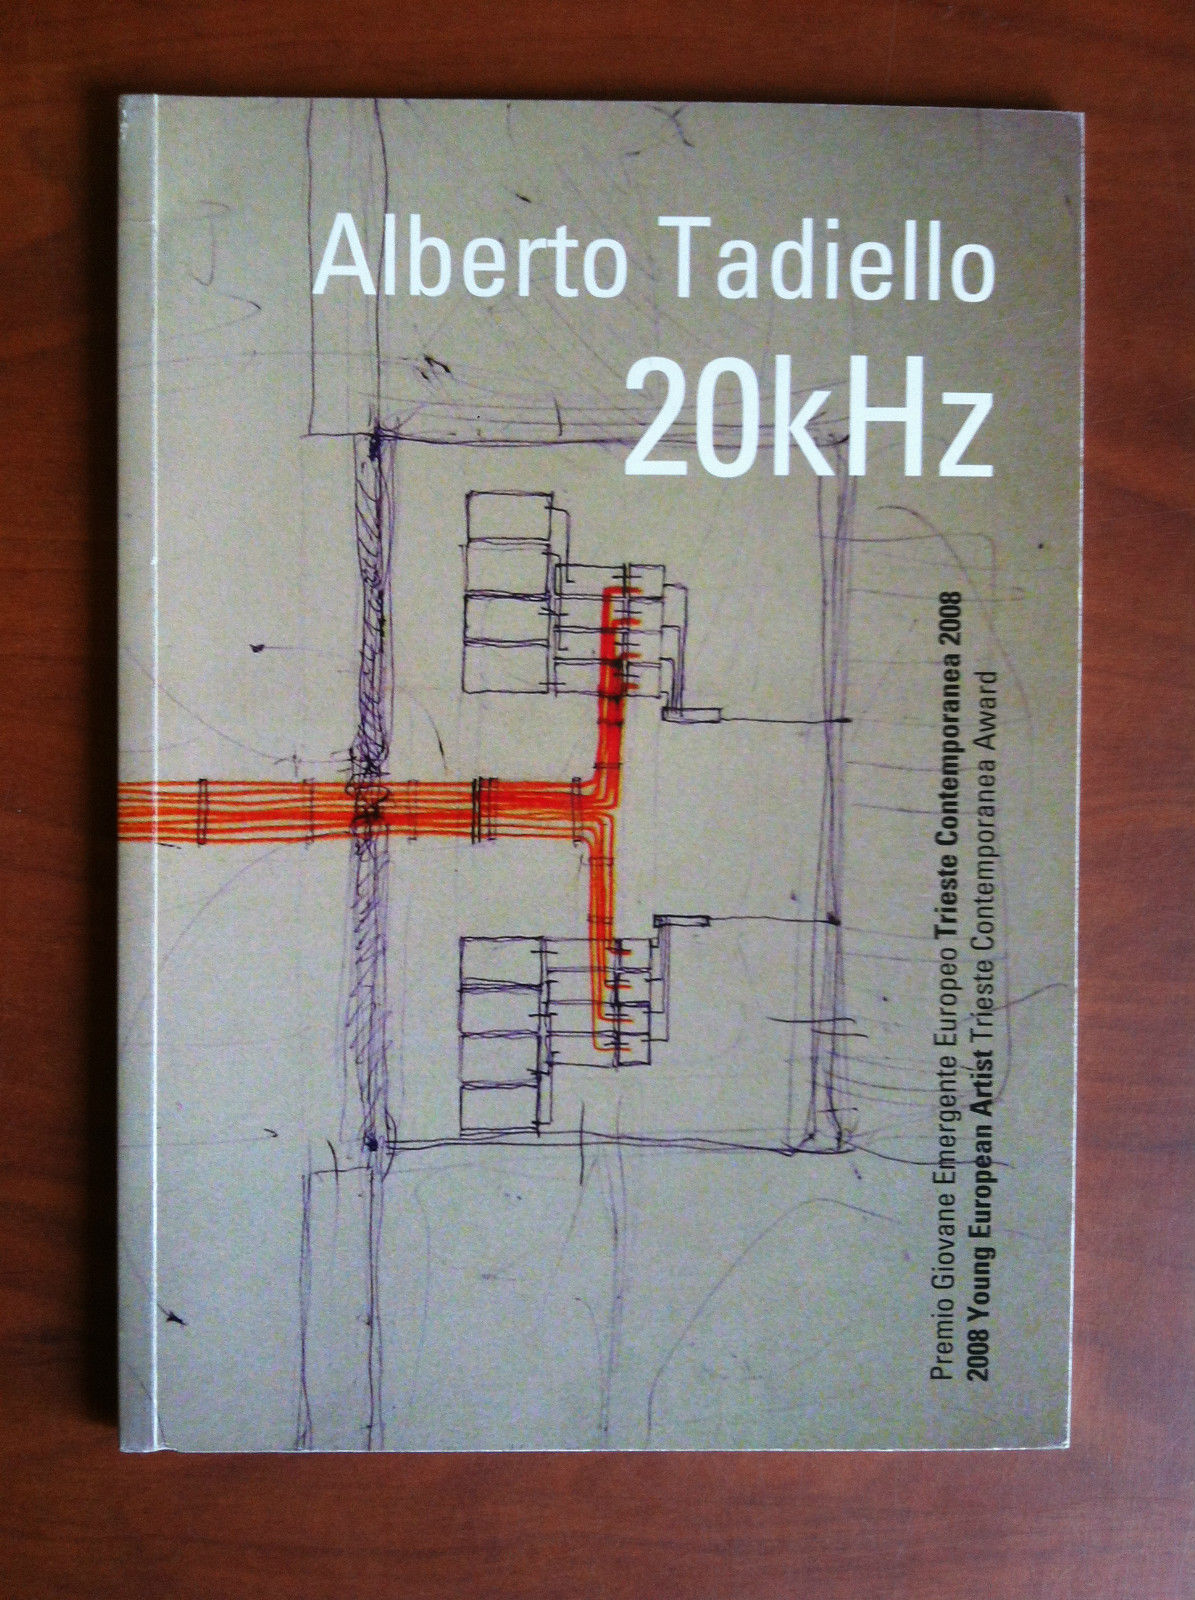 Alberto Tadiello
20kHz
Premio Giovane Emergente Europeo Trieste Contemporanea 2008
2008 Young European Artist Trieste Contemporanea Award